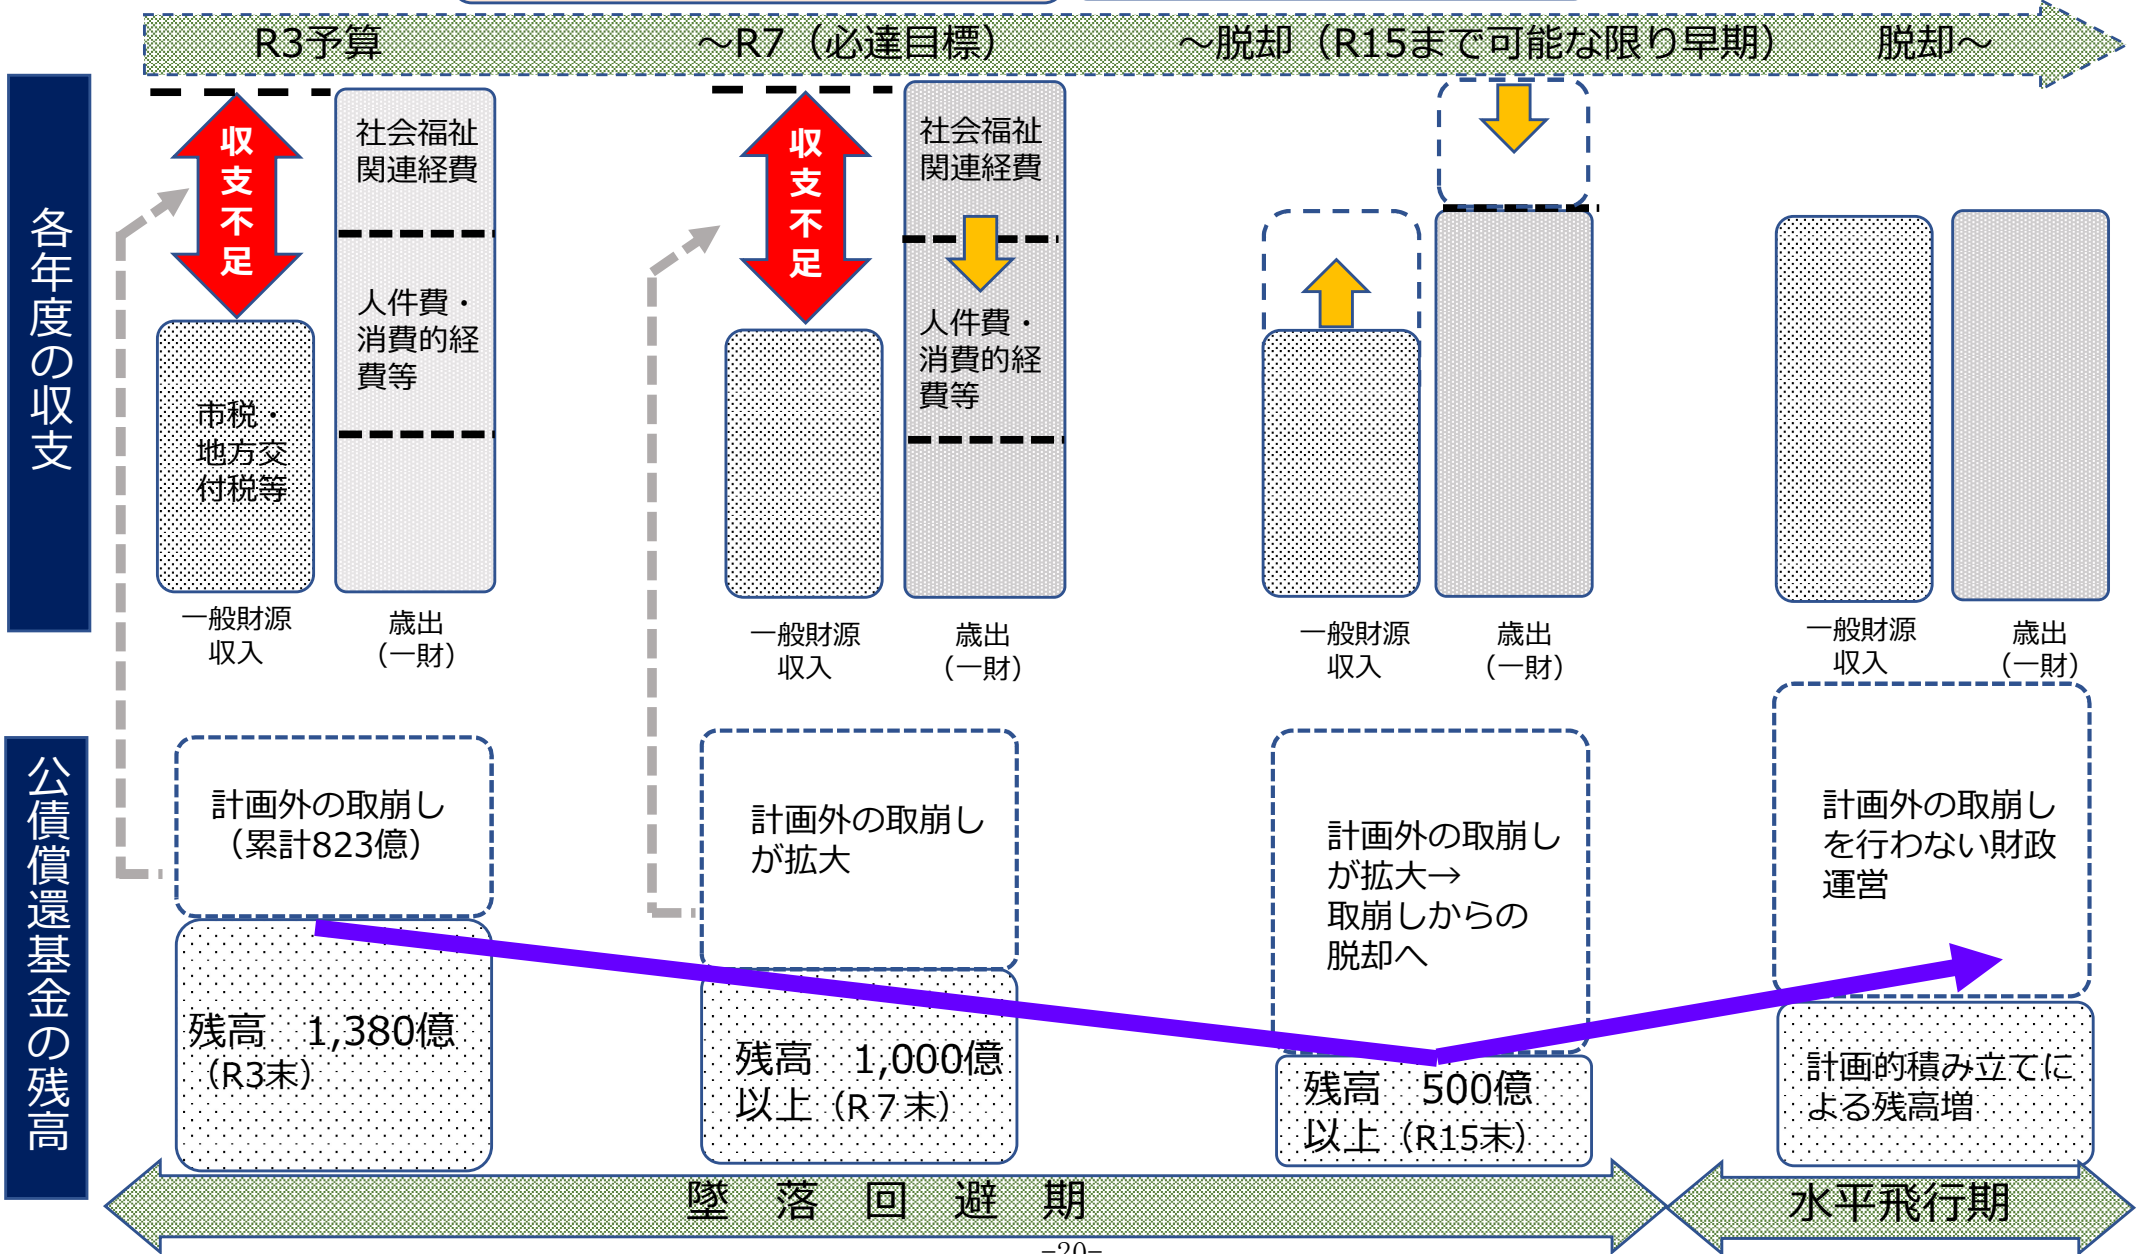 R3予算
～R7（必達目標）
～脱却（R15まで可能な限り早期）
脱却～
各年度の収支
収支不足
社会福祉
関連経費
人件費・
消費的経
費等
市税・
地方交
付税等
一般財源
収入
歳出
（一財）
収支不足
社会福祉
関連経費
人件費・
消費的経
費等
一般財源
収入
歳出
（一財）
一般財源
収入
歳出
（一財）
一般財源
収入
歳出
（一財）
公債償還基金の残高
計画外の取崩し
（累計823億）
残高　1,380億
（R3末）
計画外の取崩し
が拡大
残高　1,000億
以上（R７末）
計画外の取崩し
が拡大→
取崩しからの
脱却へ
残高　500億
以上（R15末）
計画外の取崩し
を行わない財政
運営
計画的積み立てに
よる残高増
墜落回避期
水平飛行期
-20-